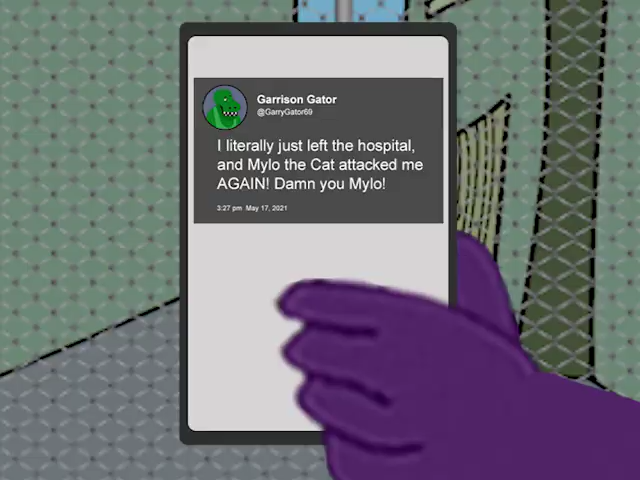 Garrison Gator
@GarryGator69
I literally just left the hospital,
and Mylo the Cat attacked me
AGAIN! Damn you Mylo!
3:27 pm May 17, 2021